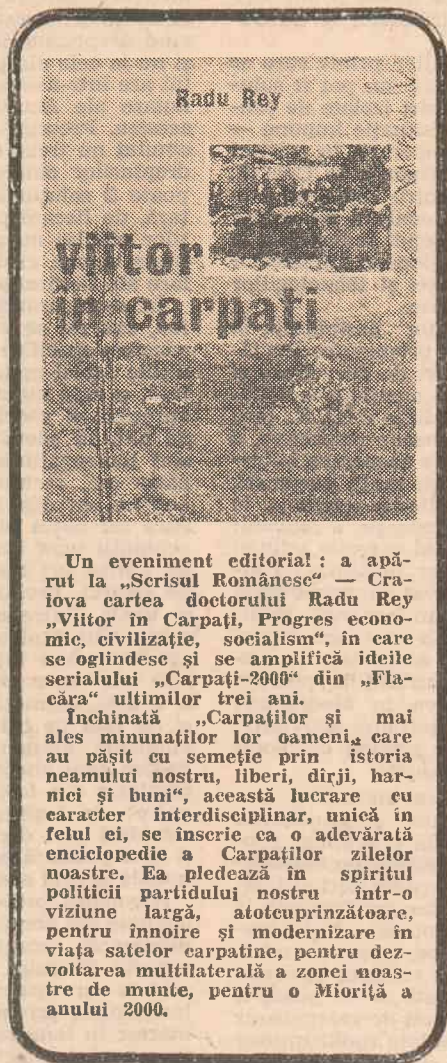 Radu Rey
viitor
în carpați
Un eveniment editorial : a apă-
rut la „Scrisul Românesc“ — Cra-
iova cartea doctorului Radu Rey
„Viitor în Carpați, Progres econo-
mic, civilizație, socialism“, în care
se oglindesc și se amplifică ideile
serialului „Carpați-2000“ din „Fla-
căra“ ultimilor trei ani.
Închinată „Carpaților și mai
ales minunaților lor oameni„ care
au pășit cu semeție prin istoria
neamului nostru, liberi, dîrji, har-
nici și buni“, această lucrare cu
caracter interdisciplinar, unică în
felul ei, se înscrie ca o adevărată
enciclopedie a Carpaților zilelor
noastre. Ea pledează în spiritul
politicii partidului nostru într-o
viziune largă, atotcuprinzătoare,
pentru înnoire și modernizare în
viața satelor carpatine, pentru dez-
voltarea multilaterală a zonei noas-
tre de munte, pentru o Mioriță a
anului 2000.